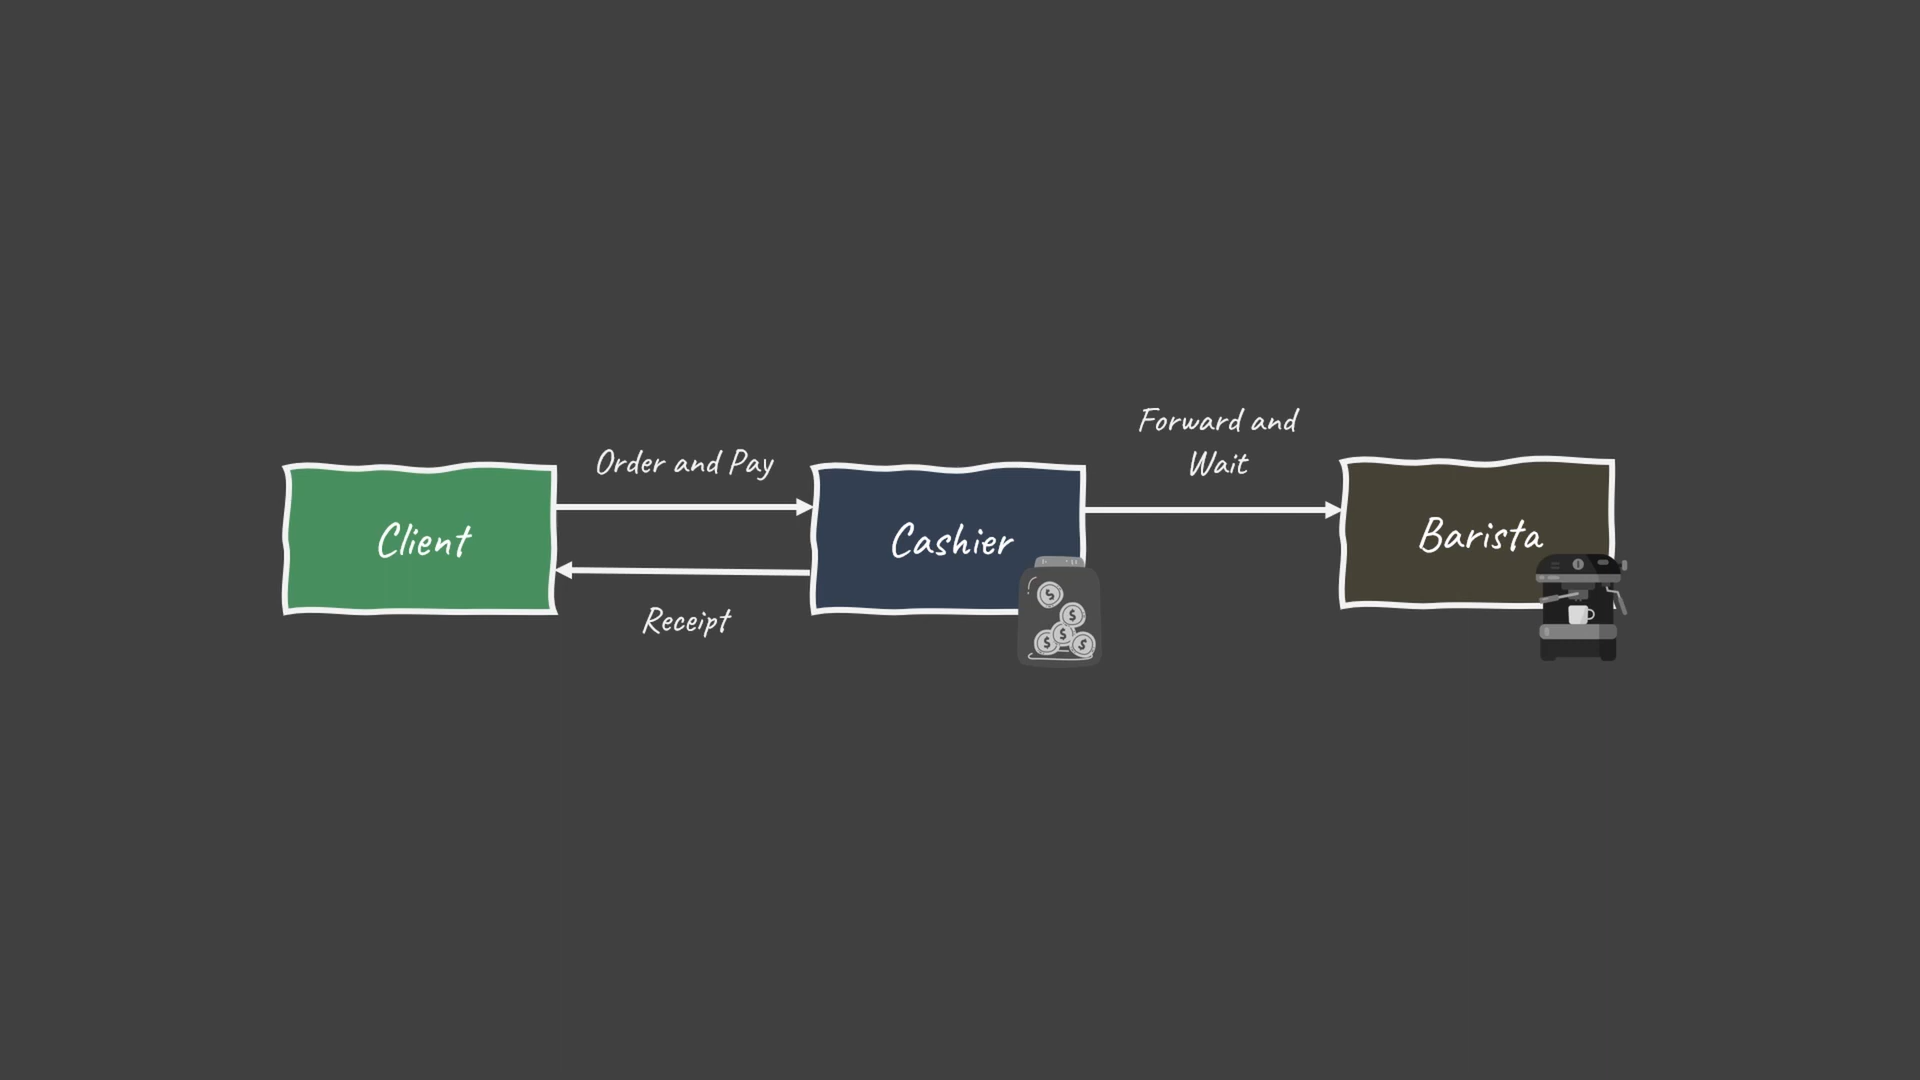 Forward and
Wait
Order and Pay
Client
Cashier
Barista
Receipt